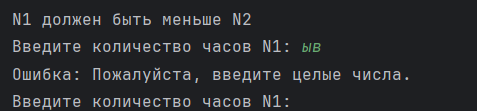 N1 должен быть меньше N2
Введите количество часов N1: ыв
Ошибка: Пожалуйста, введите целые числа.
Введите количество часов N1: